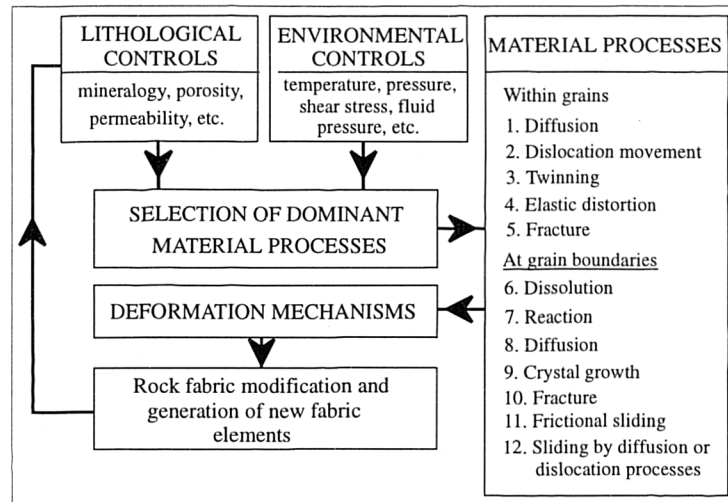 LITHOLOGICAL
CONTROLS
mineralogy, porosity,
permeability, etc.
ENVIRONMENTAL
CONTROLS
temperature, pressure,
shear stress, fluid
pressure, etc.
SELECTION OF DOMINANT
MATERIAL PROCESSES
DEFORMATION MECHANISMS
Rock fabric modification and
generation of new fabric
elements
MATERIAL PROCESSES
Within grains
1. Diffusion
2. Dislocation movement
3. Twinning
4. Elastic distortion
5. Fracture
At grain boundaries
6. Dissolution
7. Reaction
8. Diffusion
9. Crystal growth
10. Fracture
11. Frictional sliding
12. Sliding by diffusion or
dislocation processes